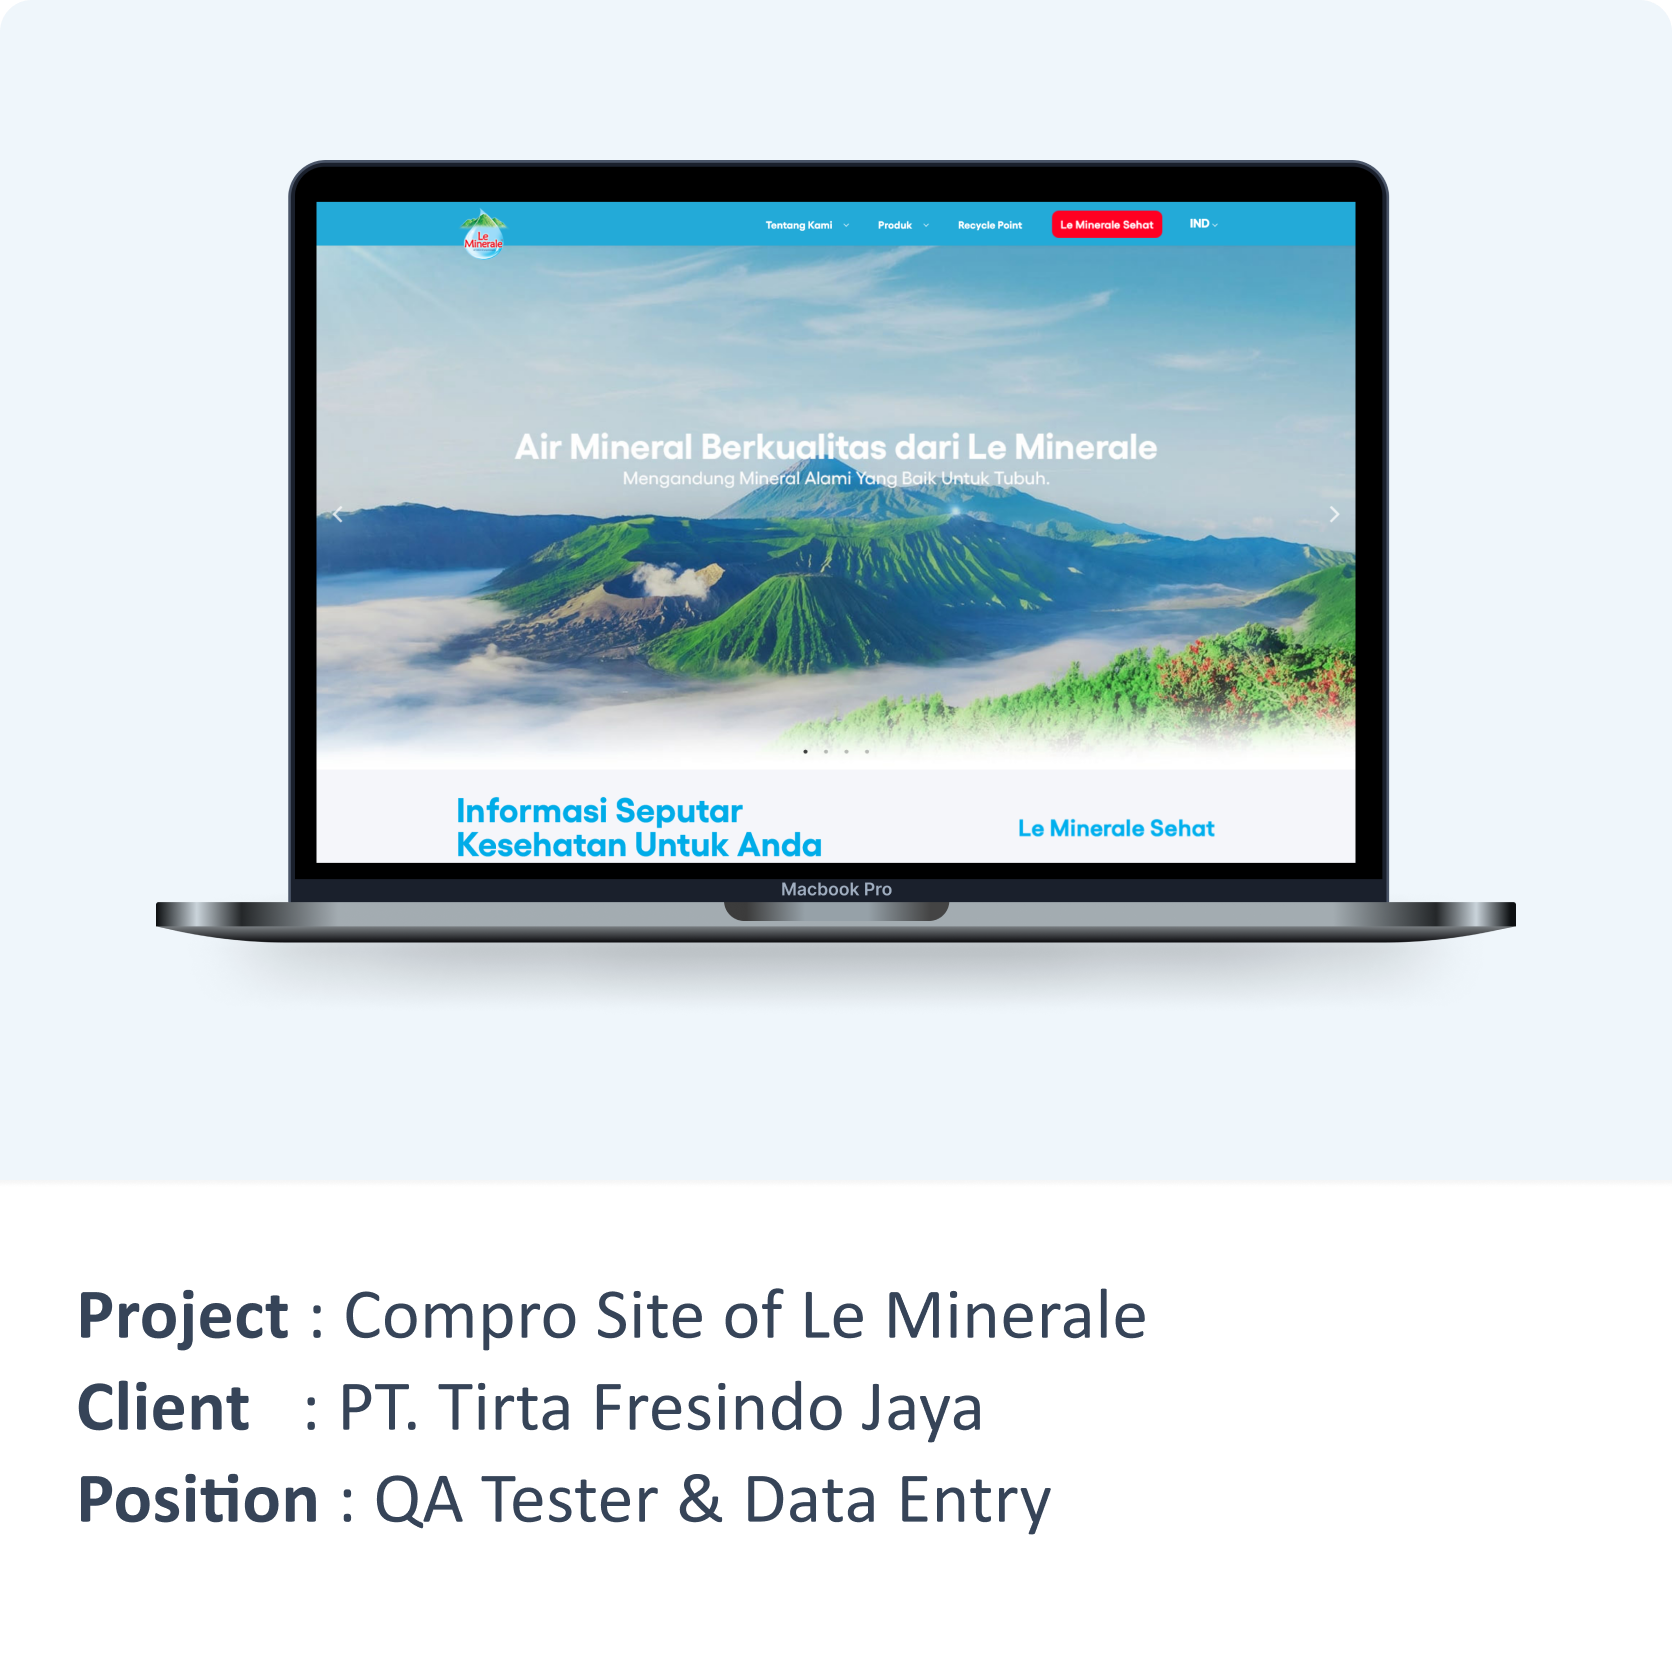 Le
Minerale
Tentang Kami
Produk
Recycle Point
Le Minerale Sehat
IND
Air Mineral Berkualitas dari Le Minerale
Mengandung Mineral Alami Yang Baik Untuk Tubuh.
Informasi Seputar
Kesehatan Untuk Anda
Le Minerale Sehat
Macbook Pro
Project : Compro Site of Le Minerale
Client : PT. Tirta Fresindo Jaya
Position : QA Tester & Data Entry